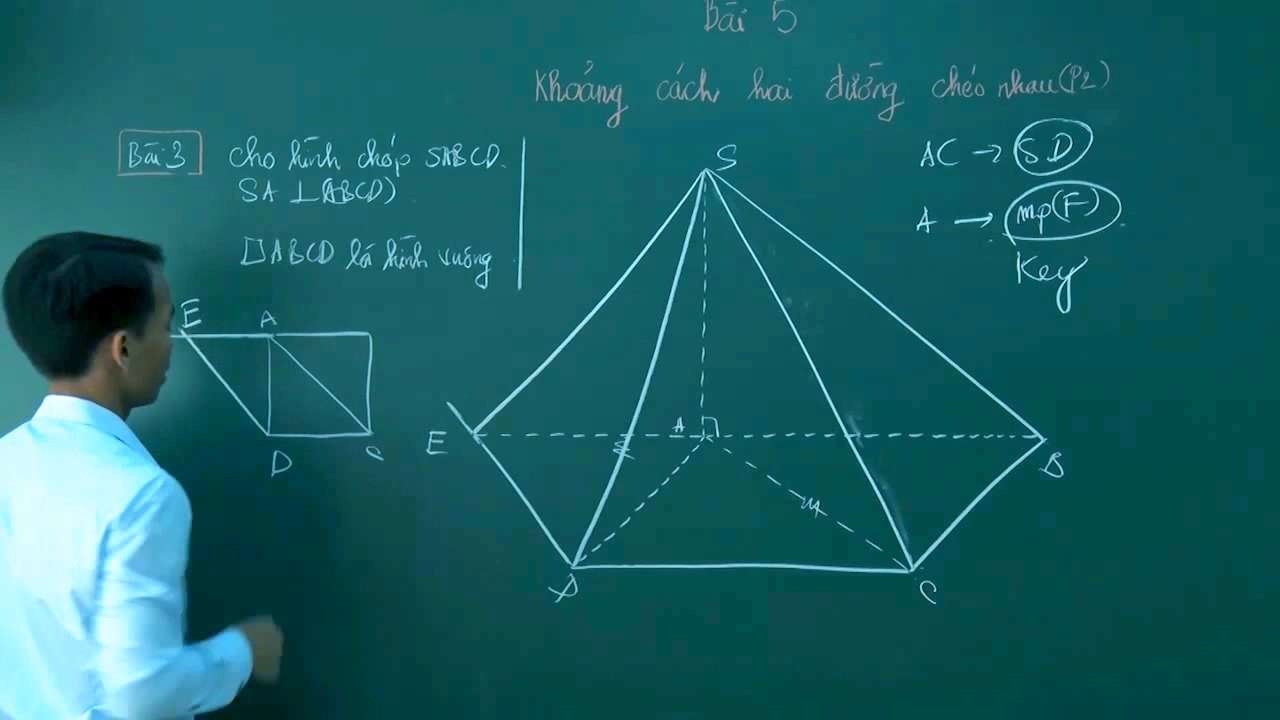 Bài 5
Khoảng cách hai đường chéo nhau (P2)
Bài 3 cho hình chóp SABCD.
SA ⊥ (ABCD)
□ABCD là hình vuông
AC → SD
A → mp(F)
Key
E A
D C
S
E A B
D C